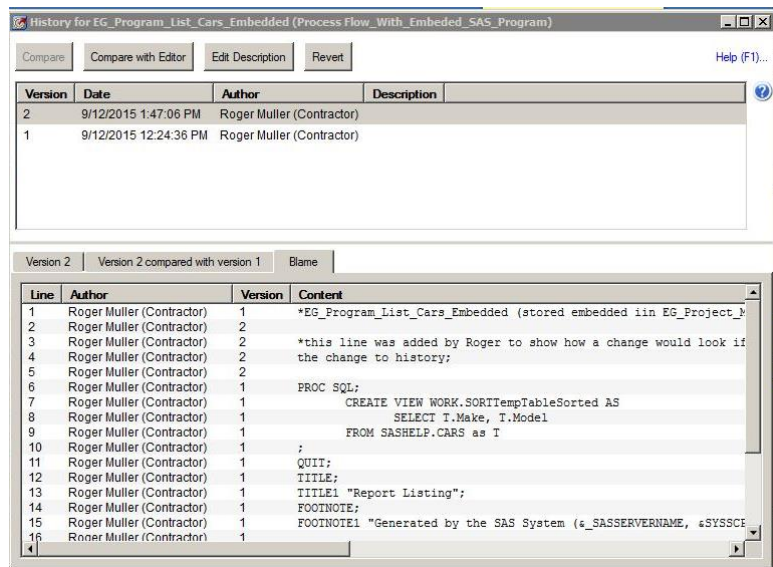 History for EG_Program_List_Cars_Embedded (Process Flow_With_Embeded_SAS_Program)
Compare Compare with Editor Edit Description Revert Help (F1)...
Version Date Author Description
2 9/12/2015 1:47:06 PM Roger Muller (Contractor)
1 9/12/2015 12:24:36 PM Roger Muller (Contractor)
Version 2 Version 2 compared with version 1 Blame
Line Author Version Content
1 Roger Muller (Contractor) 1 *EG_Program_List_Cars_Embedded (stored embedded iin EG_Project_M
2 Roger Muller (Contractor) 2
3 Roger Muller (Contractor) 2 *this line was added by Roger to show how a change would look if
4 Roger Muller (Contractor) 2 the change to history;
5 Roger Muller (Contractor) 2
6 Roger Muller (Contractor) 1 PROC SQL;
7 Roger Muller (Contractor) 1 CREATE VIEW WORK.SORTTempTableSorted AS
8 Roger Muller (Contractor) 1 SELECT T.Make, T.Model
9 Roger Muller (Contractor) 1 FROM SASHELP.CARS as T
10 Roger Muller (Contractor) 1 ;
11 Roger Muller (Contractor) 1 QUIT;
12 Roger Muller (Contractor) 1 TITLE;
13 Roger Muller (Contractor) 1 TITLE1 "Report Listing";
14 Roger Muller (Contractor) 1 FOOTNOTE;
15 Roger Muller (Contractor) 1 FOOTNOTE1 "Generated by the SAS System (&_SASSERVERNAME, &SYSSCP
16 Roger Muller (Contractor) 1